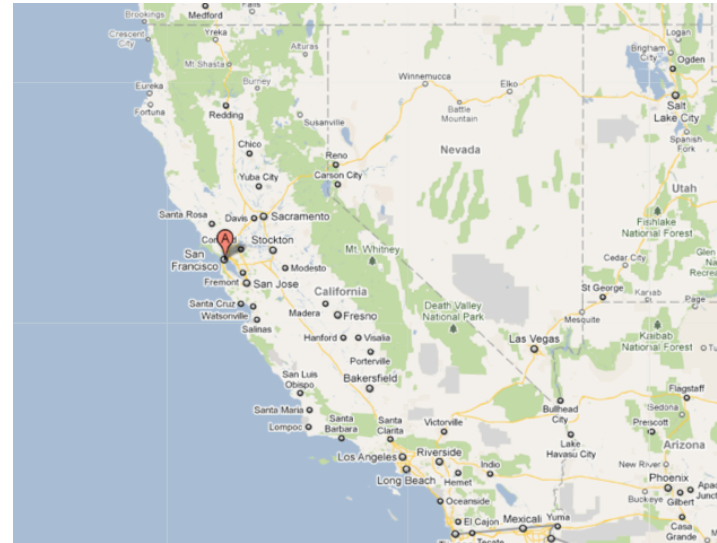 Medford
Brookings
Crescent
City
Yreka
Alturas
Mt Shasta
Burney
Eureka
Fortuna
Redding
Susanville
Chico
Yuba City
Santa Rosa
Davis
Sacramento
A
San
Francisco
Stockton
Modesto
Fremont
San Jose
California
Santa Cruz
Watsonville
Salinas
Madera
Fresno
Hanford
Visalia
Porterville
San Luis
Obispo
Bakersfield
Santa Maria
Lompoc
Santa
Barbara
Santa
Clarita
Los Angeles
Long Beach
Victorville
Riverside
Hemet
Indio
Oceanside
El Cajon
Mexicali
Yuma
Winnemucca
Elko
Battle
Mountain
Reno
Carson City
Nevada
Mt. Whitney
Death Valley
National Park
Las Vegas
Mesquite
St George
Bullhead
City
Lake
Havasu City
Logan
Brigham
City
Ogden
Salt
Lake City
Spanish
Fork
Utah
Fishlake
National Forest
Cedar City
Kanab
Page
Kaibab
National Forest
Flagstaff
Sedona
Prescott
Arizona
New River
Phoenix
Buckeye
Gilbert
Casa
Grande